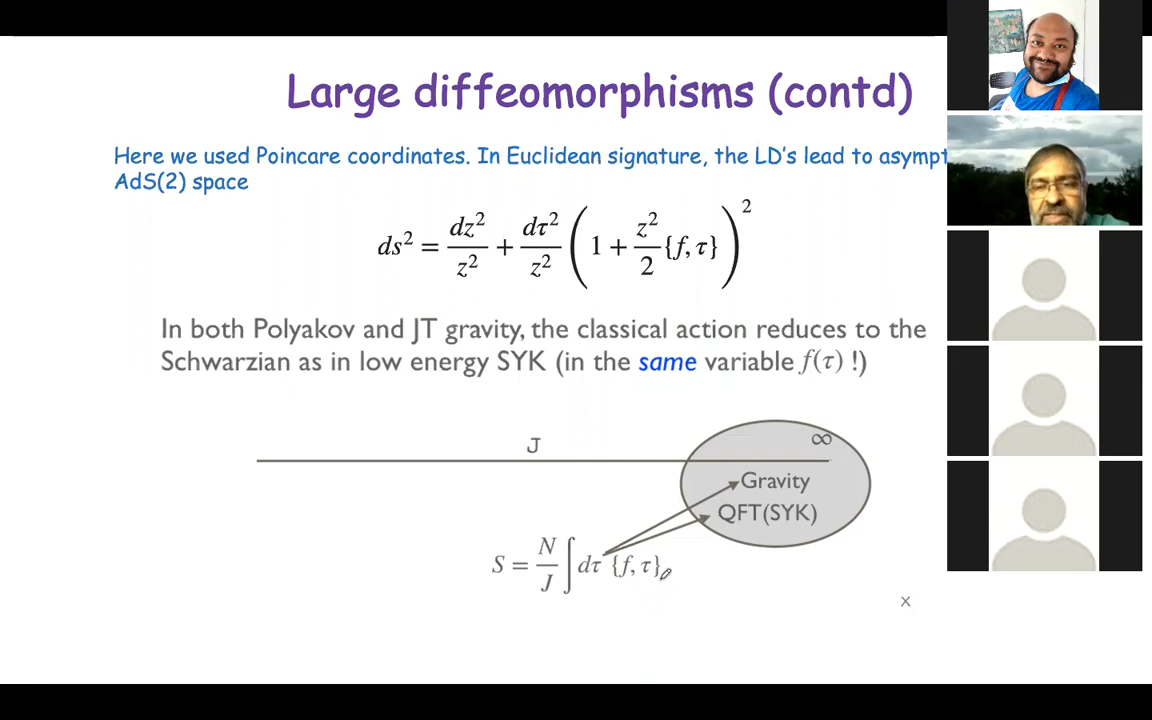 Large diffeomorphisms (contd)
Here we used Poincare coordinates. In Euclidean signature, the LD's lead to
AdS(2) space
ds² = dz²/z² + dτ²/z² (1 + z²/2 {f, τ})²
In both Polyakov and JT gravity, the classical action reduces to the
Schwarzian as in low energy SYK (in the same variable f(τ) !)
J
∞
Gravity
QFT(SYK)
S = N/J ∫ dτ {f, τ}
x